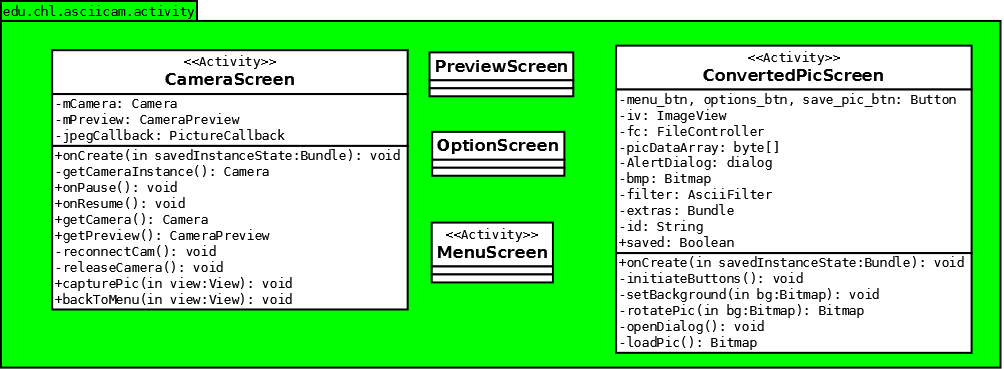 edu.chl.asciicam.activity
<<Activity>>
CameraScreen
-mCamera: Camera
-mPreview: CameraPreview
-jpegCallback: PictureCallback
+onCreate(in savedInstanceState:Bundle): void
-getCameraInstance(): Camera
+onPause(): void
+onResume(): void
+getCamera(): Camera
+getPreview(): CameraPreview
-reconnectCam(): void
-releaseCamera(): void
+capturePic(in view:View): void
+backToMenu(in view:View): void
PreviewScreen
OptionScreen
<<Activity>>
MenuScreen
<<Activity>>
ConvertedPicScreen
-menu_btn, options_btn, save_pic_btn: Button
-iv: ImageView
-fc: FileController
-picDataArray: byte[]
-AlertDialog: dialog
-bmp: Bitmap
-filter: AsciiFilter
-extras: Bundle
-id: String
+saved: Boolean
+onCreate(in savedInstanceState:Bundle): void
-initiateButtons(): void
-setBackground(in bg:Bitmap): void
-rotatePic(in bg:Bitmap): Bitmap
-openDialog(): void
-loadPic(): Bitmap